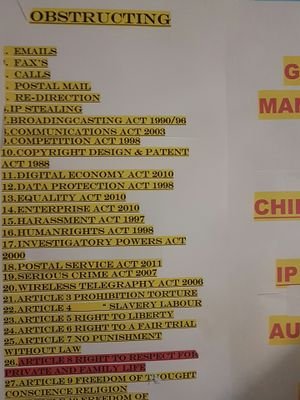 OBSTRUCTING
. EMAILS
. FAX'S
. CALLS
. POSTAL MAIL
. RE-DIRECTION
.IP STEALING
.BROADINGCASTING ACT 1990/96
.COMMUNICATIONS ACT 2003
.COMPETITION ACT 1998
10.COPYRIGHT DESIGN & PATENT
ACT 1988
11.DIGITAL ECONOMY ACT 2010
12.DATA PROTECTION ACT 1998
13.EQUALITY ACT 2010
14.ENTERPRISE ACT 2010
15.HARASSMENT ACT 1997
16.HUMANRIGHTS ACT 1998
17.INVESTIGATORY POWERS ACT
2000
18.POSTAL SERVICE ACT 2011
19.SERIOUS CRIME ACT 2007
20.WIRELESS TELEGRAPHY ACT 2006
21.ARTICLE 3 PROHIBITION TORTURE
22.ARTICLE 4 " SLAVERY LABOUR
23.ARTICLE 5 RIGHT TO LIBERTY
24.ARTICLE 6 RIGHT TO A FAIR TRIAL
25.ARTICLE 7 NO PUNISHMENT
WITHOUT LAW
26.ARTICLE 8 RIGHT TO RESPECT FOR
PRIVATE AND FAMILY LIFE
27.ARTICLE 9 FREEDOM OF THOUGHT
CONSCIENCE RELIGION
FREEDOM OF
G
MAN
CHI
IP
AU